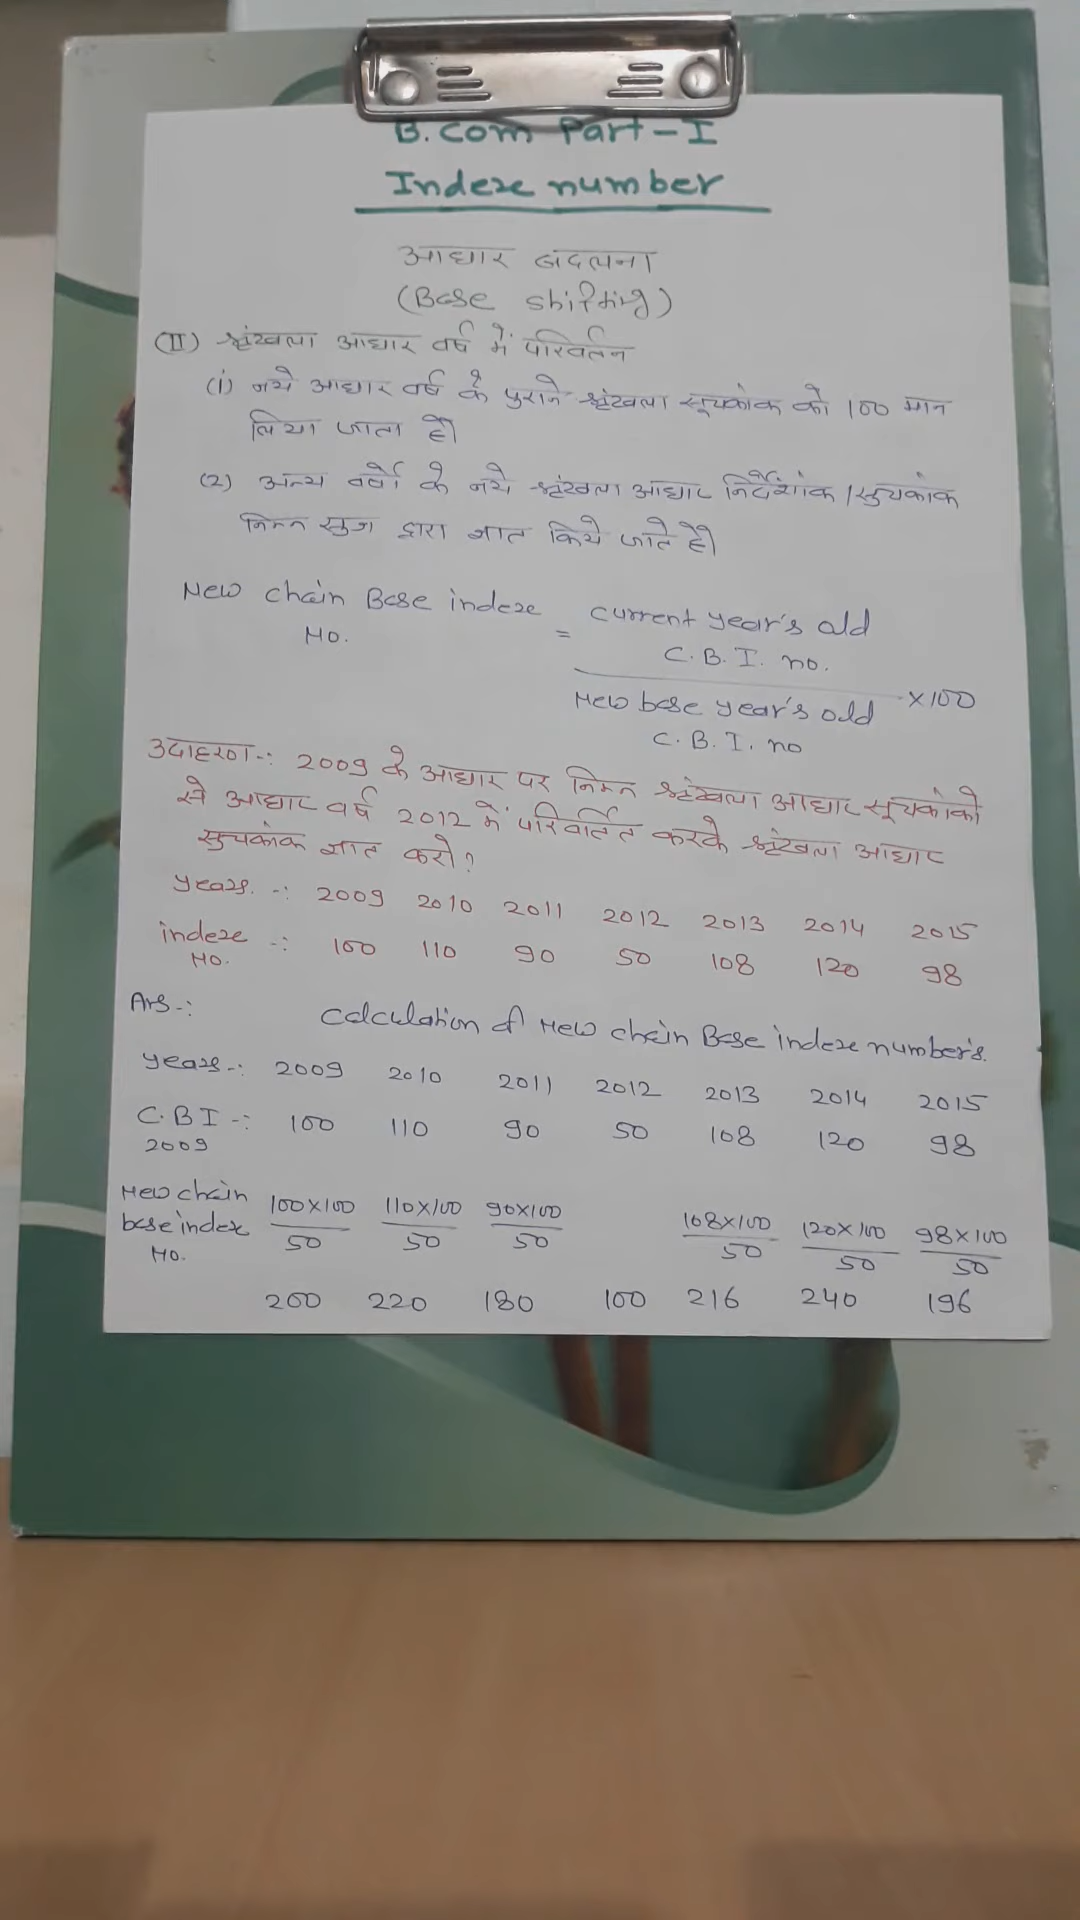 B.Com Part-I
Index number
आधार बदलना
(Base shifting)
(II) श्रृंखला आधार वर्ष में परिवर्तन
(i) नये आधार वर्ष के पुराने श्रृंखला सूचकांक को 100 मान
लिया जाता है।
(2) अन्य वर्षो के नये श्रृंखला आधार निर्देशांक / सुचकांक
निम्न सुत्र द्वारा ज्ञात किये जाते है।
New chain Base index No. = current year's old C.B.I. no. / New base year's old C.B.I. no ×100
उदाहरण-: 2009 के आधार पर निम्न श्रृंखला आधार सूचकांको
से आधार वर्ष 2012 में परिवर्तित करके श्रृंखला आधार
सुचकांक ज्ञात करो?
years. -: 2009 2010 2011 2012 2013 2014 2015
index No. -: 100 110 90 50 108 120 98
Ans-: Calculation of New chain Base index number's.
years-: 2009 2010 2011 2012 2013 2014 2015
C.B.I -: 100 110 90 50 108 120 98
2009
New chain base index No. 100×100/50 110×100/50 90×100/50 108×100/50 120×100/50 98×100/50
200 220 180 100 216 240 196